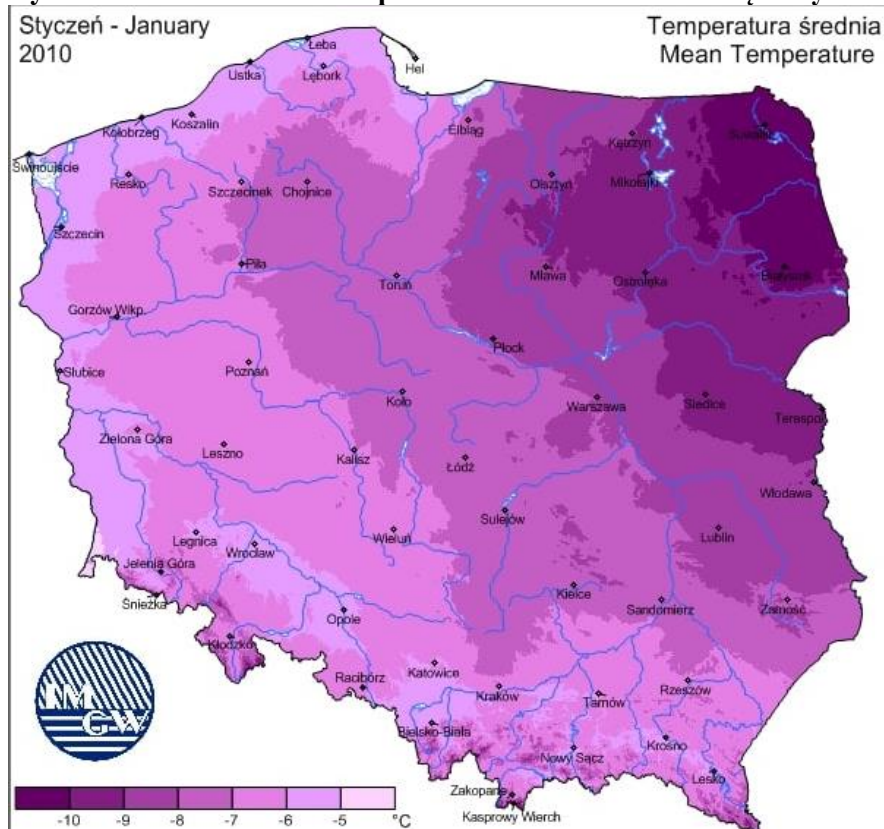 Styczeń - January
2010
Temperatura średnia
Mean Temperature
Łeba
Hel
Ustka
Lębork
Koszalin
Kołobrzeg
Elbląg
Suwałki
Kętrzyn
Świnoujście
Resko
Szczecinek
Chojnice
Olsztyn
Mikołajki
Szczecin
Piła
Toruń
Mława
Ostrołęka
Białystok
Gorzów Wlkp.
Płock
Słubice
Poznań
Koło
Warszawa
Siedlce
Terespol
Zielona Góra
Leszno
Kalisz
Łódź
Włodawa
Sulejów
Legnica
Wrocław
Wieluń
Lublin
Jelenia Góra
Śnieżka
Opole
Kielce
Sandomierz
Zamość
Kłodzko
Racibórz
Katowice
Kraków
Tarnów
Rzeszów
Bielsko-Biała
Nowy Sącz
Krosno
Lesko
Zakopane
Kasprowy Wierch
IM
GW
-10 -9 -8 -7 -6 -5 °C